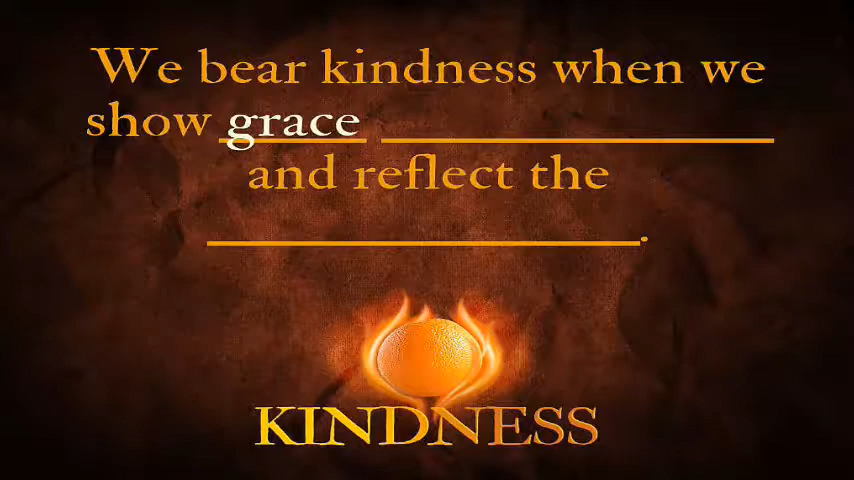 We bear kindness when we
show grace
and reflect the
.
KINDNESS